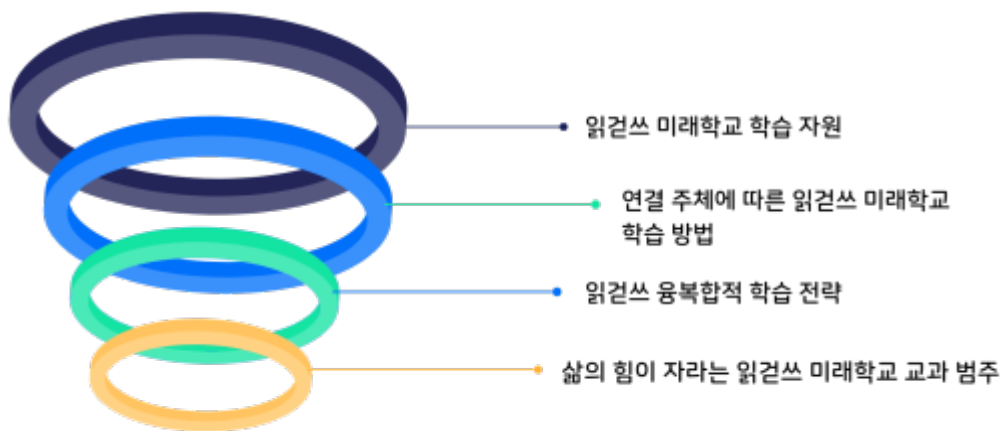 읽걷쓰 미래학교 학습 자원
연결 주체에 따른 읽걷쓰 미래학교
학습 방법
읽걷쓰 융복합적 학습 전략
삶의 힘이 자라는 읽걷쓰 미래학교 교과 범주